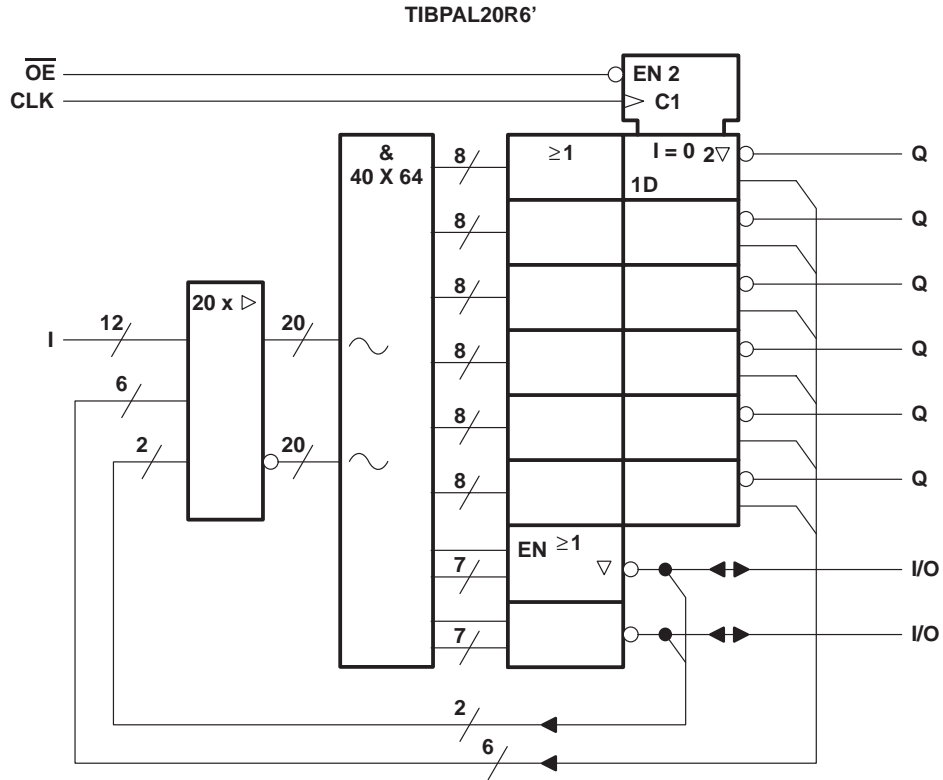 TIBPAL20R6’
OE
EN 2
CLK
C1
&
40 X 64
8
≥1
I = 0
2▽
Q
1D
8
Q
8
Q
20 x ▷
I
12
20
8
Q
6
8
Q
2
20
8
Q
EN ≥1
▽
7
I/O
7
I/O
2
6